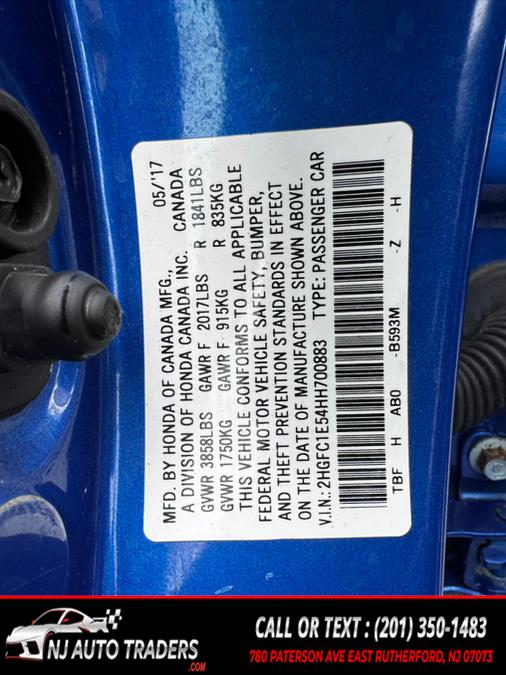 MFD. BY HONDA OF CANADA MFG., 05/17
A DIVISION OF HONDA CANADA INC. CANADA
GVWR 3858LBS GAWR F 2017LBS R 1841LBS
GVWR 1750KG GAWR F 915KG R 835KG
THIS VEHICLE CONFORMS TO ALL APPLICABLE
FEDERAL MOTOR VEHICLE SAFETY, BUMPER,
AND THEFT PREVENTION STANDARDS IN EFFECT
ON THE DATE OF MANUFACTURE SHOWN ABOVE.
V.I.N.: 2HGFC1E54HH700883 TYPE: PASSENGER CAR
TBF H AB0 -B593M -Z -H
NJ AUTO TRADERS
.COM
CALL OR TEXT : (201) 350-1483
780 PATERSON AVE EAST RUTHERFORD, NJ 07073